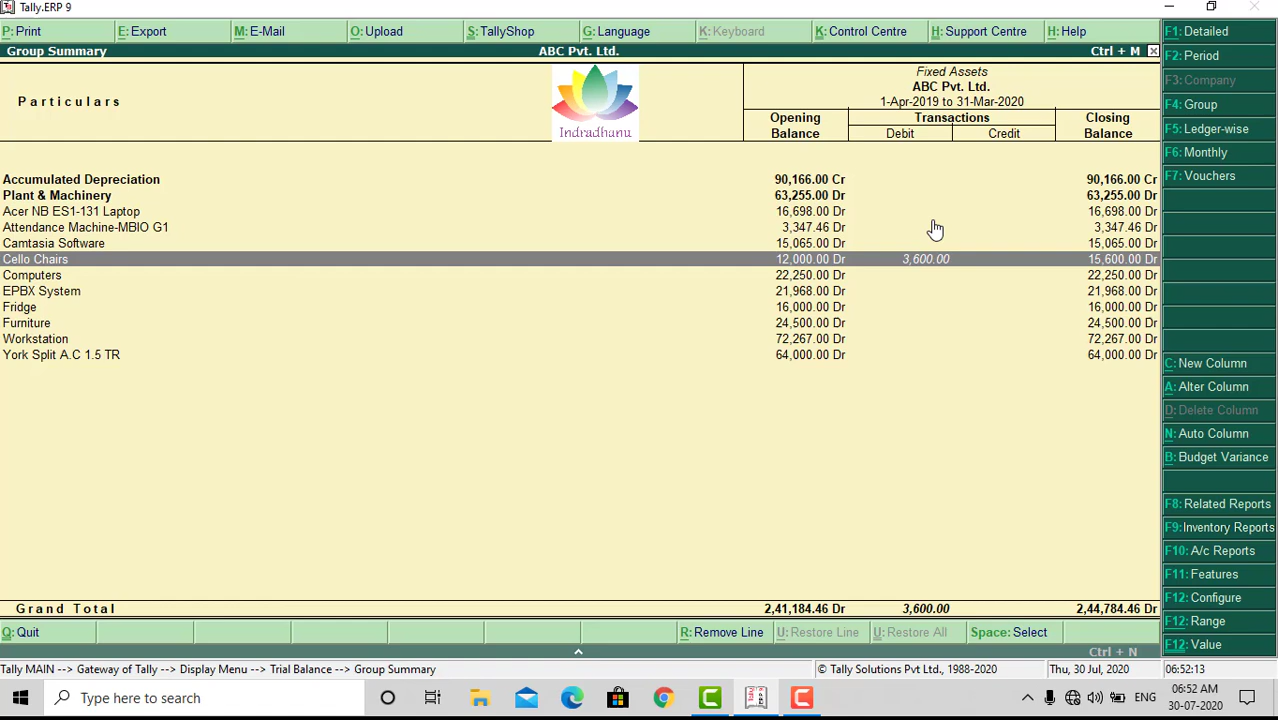 Tally.ERP 9
P: Print E: Export M: E-Mail O: Upload S: TallyShop G: Language K: Keyboard K: Control Centre H: Support Centre H: Help
Group Summary ABC Pvt. Ltd. Ctrl + M
Particulars
Indradhanu
Fixed Assets
ABC Pvt. Ltd.
1-Apr-2019 to 31-Mar-2020
Opening Balance Transactions Closing Balance
Debit Credit
Accumulated Depreciation 90,166.00 Cr 90,166.00 Cr
Plant & Machinery 63,255.00 Dr 63,255.00 Dr
Acer NB ES1-131 Laptop 16,698.00 Dr 16,698.00 Dr
Attendance Machine-MBIO G1 3,347.46 Dr 3,347.46 Dr
Camtasia Software 15,065.00 Dr 15,065.00 Dr
Cello Chairs 12,000.00 Dr 3,600.00 15,600.00 Dr
Computers 22,250.00 Dr 22,250.00 Dr
EPBX System 21,968.00 Dr 21,968.00 Dr
Fridge 16,000.00 Dr 16,000.00 Dr
Furniture 24,500.00 Dr 24,500.00 Dr
Workstation 72,267.00 Dr 72,267.00 Dr
York Split A.C 1.5 TR 64,000.00 Dr 64,000.00 Dr
Grand Total 2,41,184.46 Dr 3,600.00 2,44,784.46 Dr
F1: Detailed
F2: Period
F3: Company
F4: Group
F5: Ledger-wise
F6: Monthly
F7: Vouchers
C: New Column
A: Alter Column
D: Delete Column
N: Auto Column
B: Budget Variance
F8: Related Reports
F9: Inventory Reports
F10: A/c Reports
F11: Features
F12: Configure
F12: Range
F12: Value
Q: Quit R: Remove Line U: Restore Line U: Restore All Space: Select
Ctrl + N
Tally MAIN --> Gateway of Tally --> Display Menu --> Trial Balance --> Group Summary © Tally Solutions Pvt Ltd., 1988-2020 Thu, 30 Jul, 2020 06:52:13
Type here to search ENG 06:52 AM
30-07-2020